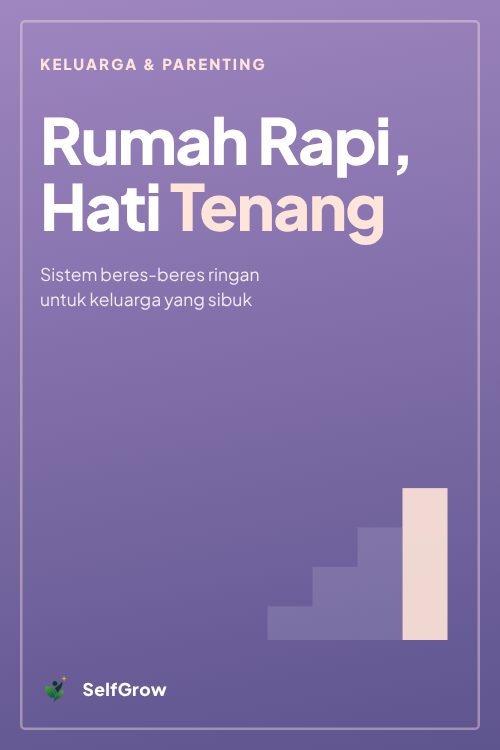 KELUARGA & PARENTING
Rumah Rapi,
Hati Tenang
Sistem beres-beres ringan
untuk keluarga yang sibuk
SelfGrow